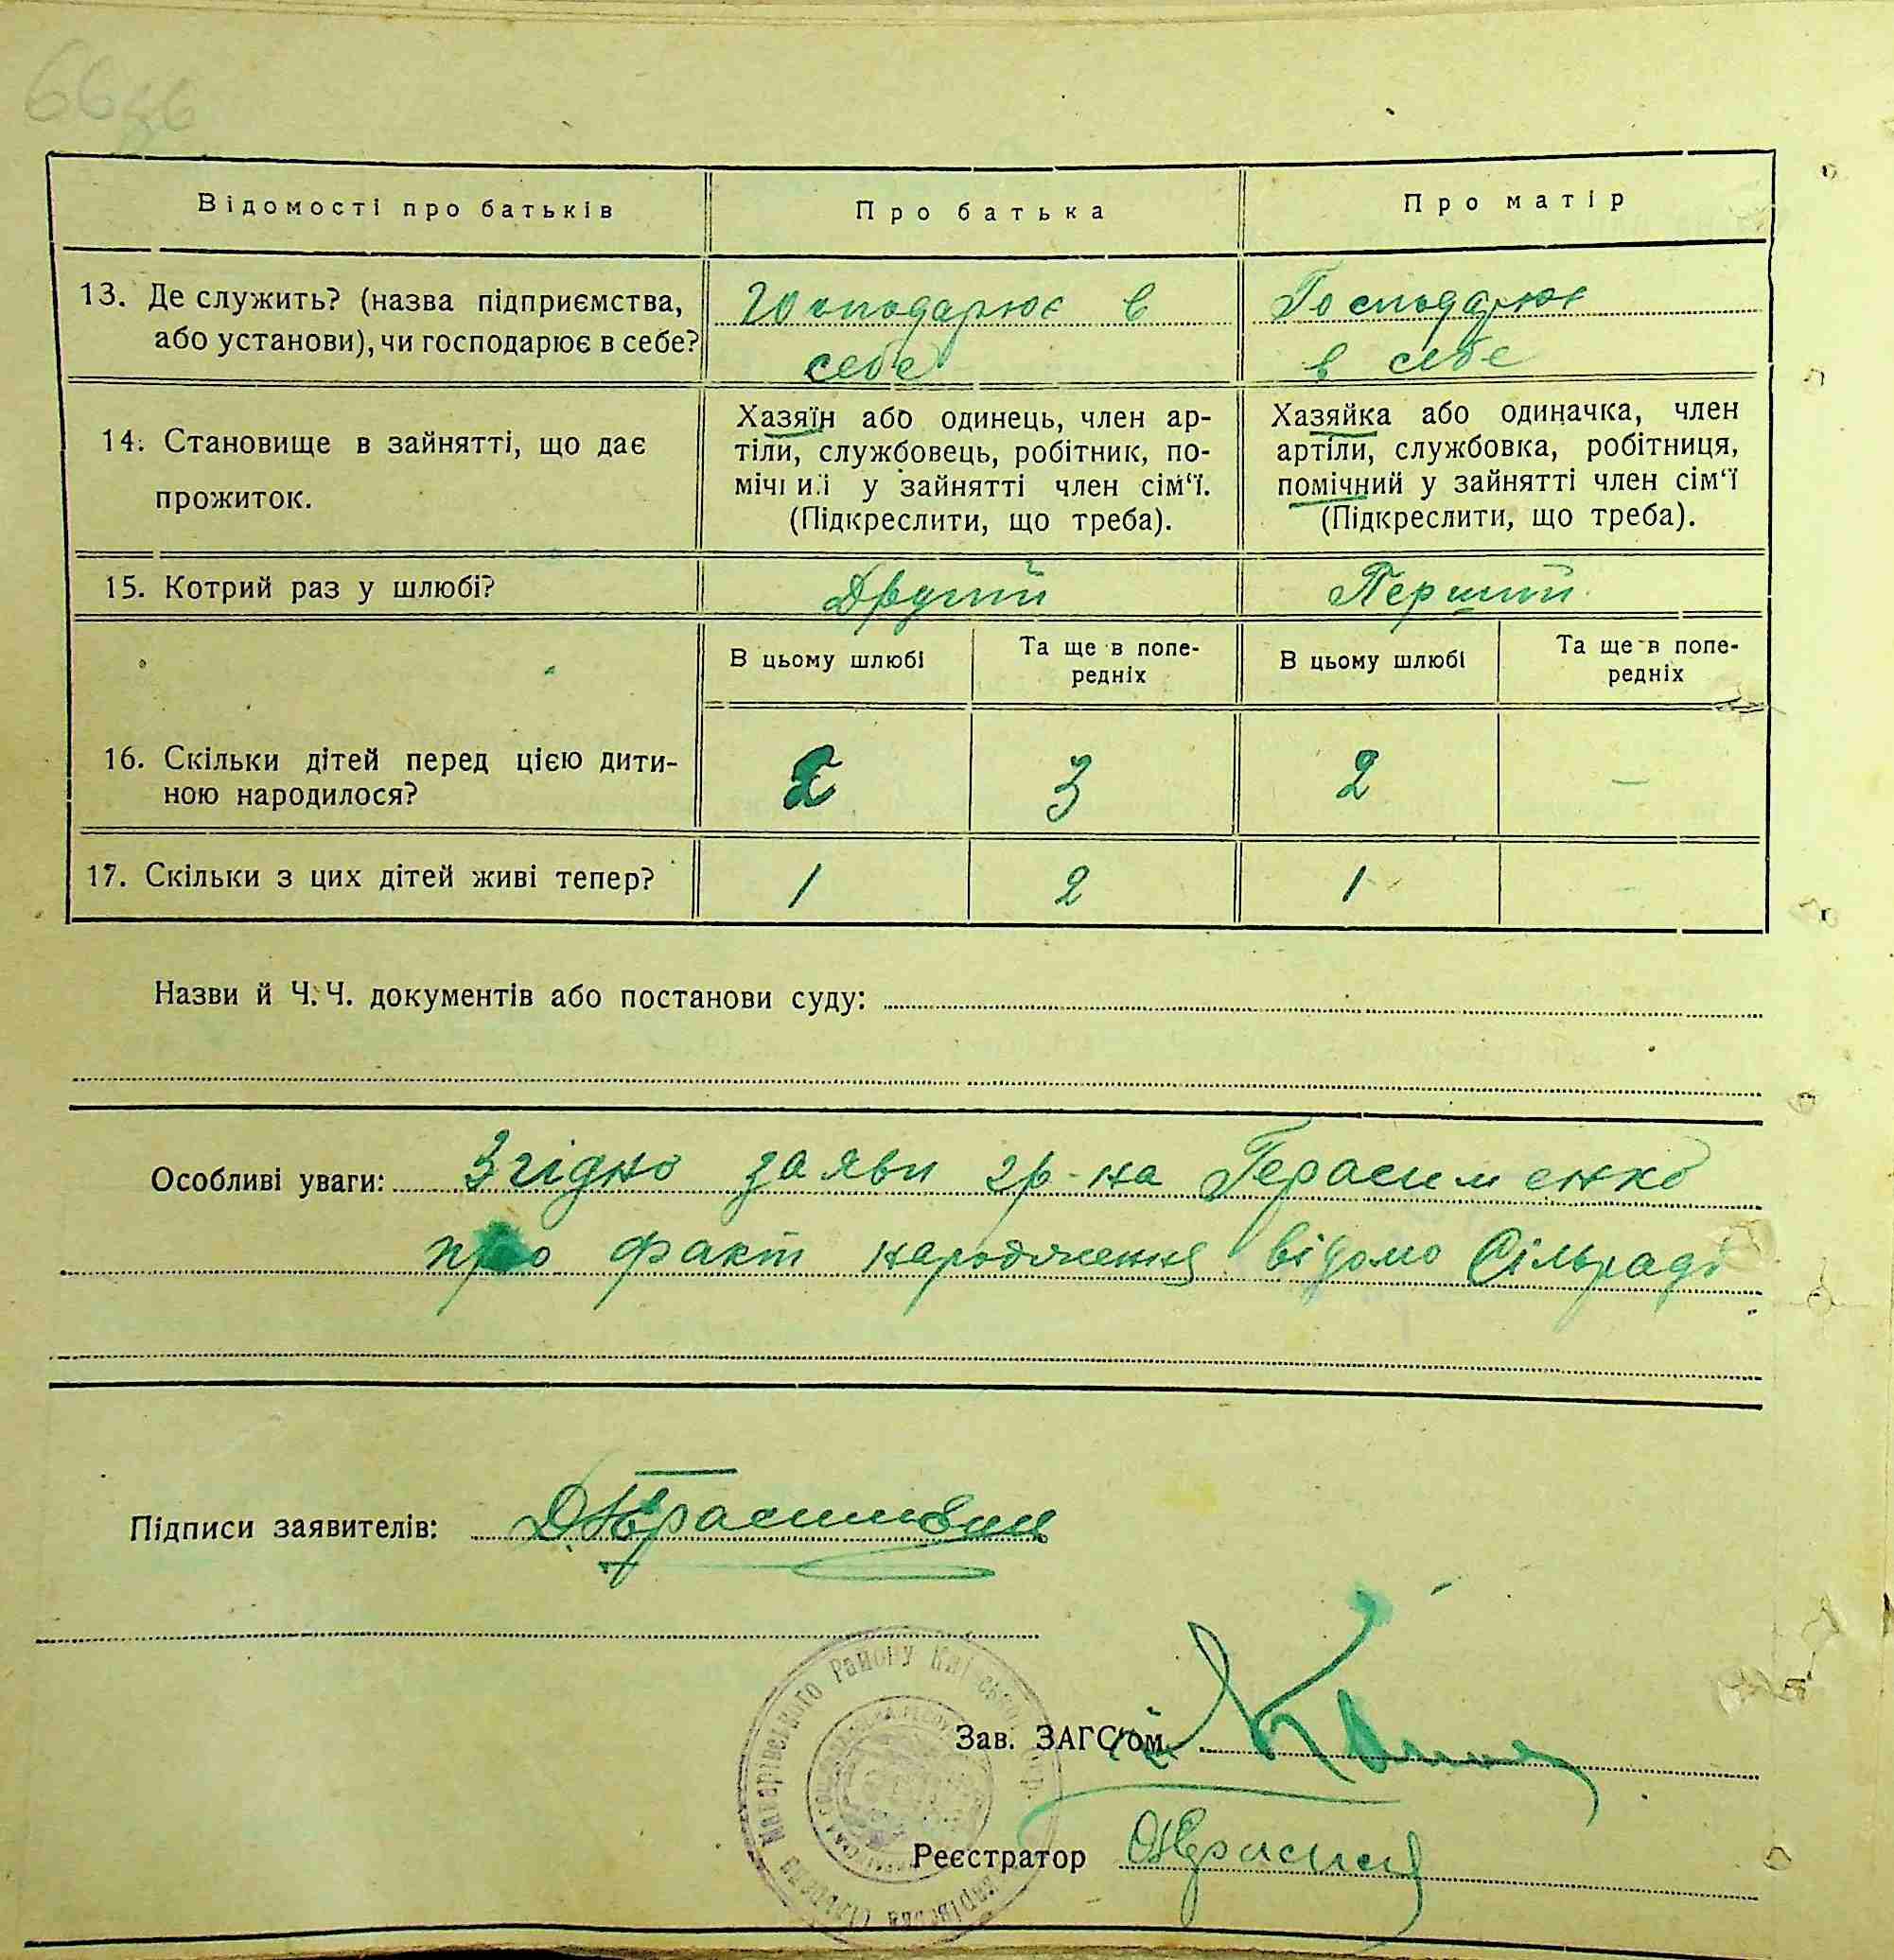 Відомості про батьків
Про батька
Про матір
13. Де служить? (назва підприємства,
або установи), чи господарює в себе?
Господарює в
себе
Господарює
в себе
14. Становище в зайнятті, що дає
прожиток.
Хазяїн або одинець, член ар-
тіли, службовець, робітник, по-
мічний у зайнятті член сім‘ї.
(Підкреслити, що треба).
Хазяйка або одиначка, член
артіли, службовка, робітниця,
помічний у зайнятті член сім‘ї
(Підкреслити, що треба).
15. Котрий раз у шлюбі?
Другий
Перший
В цьому шлюбі
Та ще в попе-
редніх
В цьому шлюбі
Та ще в попе-
редніх
16. Скільки дітей перед цією дити-
ною народилося?
2
3
2
—
17. Скільки з цих дітей живі тепер?
1
2
1
—
Назви й Ч. Ч. документів або постанови суду:
Особливі уваги: Згідно заяви гр-на Герасименко
про факт народження відомо Сільраді
Підписи заявителів:
Макарівського Району Київської
Зав. ЗАГС‘ом
Реєстратор